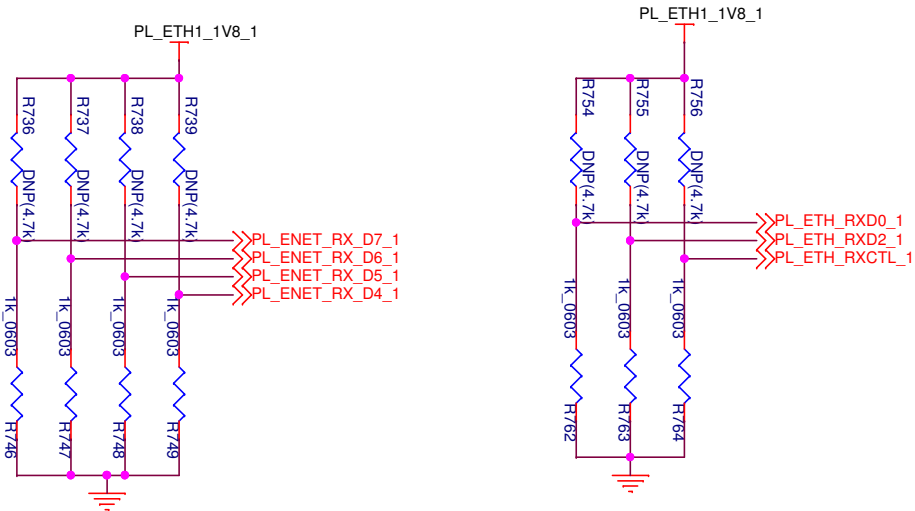 PL_ETH1_1V8_1
R736
R737
R738
R739
DNP(4.7k)
DNP(4.7k)
DNP(4.7k)
DNP(4.7k)
PL_ENET_RX_D7_1
PL_ENET_RX_D6_1
PL_ENET_RX_D5_1
PL_ENET_RX_D4_1
1k_0603
1k_0603
1k_0603
1k_0603
R746
R747
R748
R749
PL_ETH1_1V8_1
R754
R755
R756
DNP(4.7k)
DNP(4.7k)
DNP(4.7k)
PL_ETH_RXD0_1
PL_ETH_RXD2_1
PL_ETH_RXCTL_1
1k_0603
1k_0603
1k_0603
R762
R763
R764